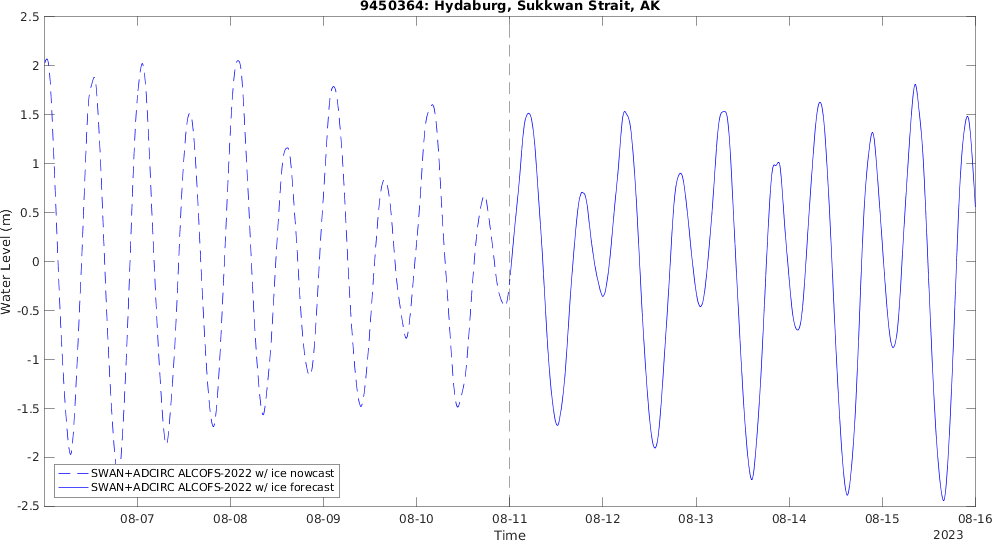 9450364: Hydaburg, Sukkwan Strait, AK
2.5
2
1.5
1
0.5
0
-0.5
-1
-1.5
-2
-2.5
Water Level (m)
SWAN+ADCIRC ALCOFS-2022 w/ ice nowcast
SWAN+ADCIRC ALCOFS-2022 w/ ice forecast
08-07 08-08 08-09 08-10 08-11 08-12 08-13 08-14 08-15 08-16
Time
2023